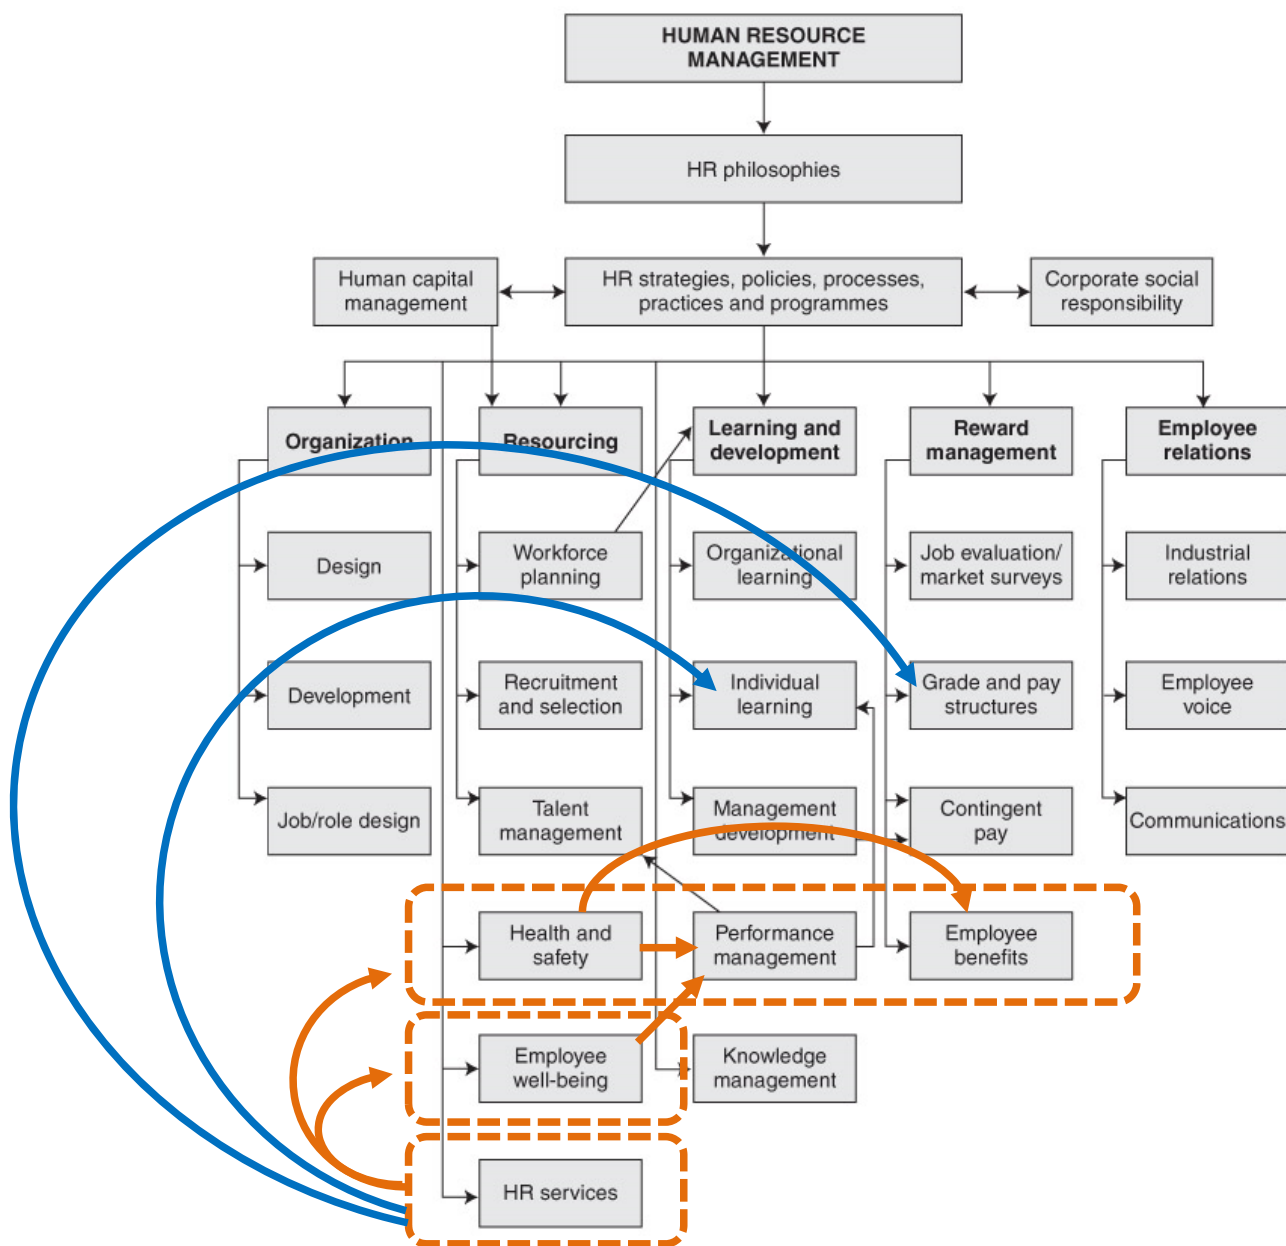 HUMAN RESOURCE
MANAGEMENT
HR philosophies
Human capital
management
HR strategies, policies, processes,
practices and programmes
Corporate social
responsibility
Organization
Resourcing
Learning and
development
Reward
management
Employee
relations
Design
Workforce
planning
Organizational
learning
Job evaluation/
market surveys
Industrial
relations
Development
Recruitment
and selection
Individual
learning
Grade and pay
structures
Employee
voice
Job/role design
Talent
management
Management
development
Contingent
pay
Communications
Health and
safety
Performance
management
Employee
benefits
Employee
well-being
Knowledge
management
HR services